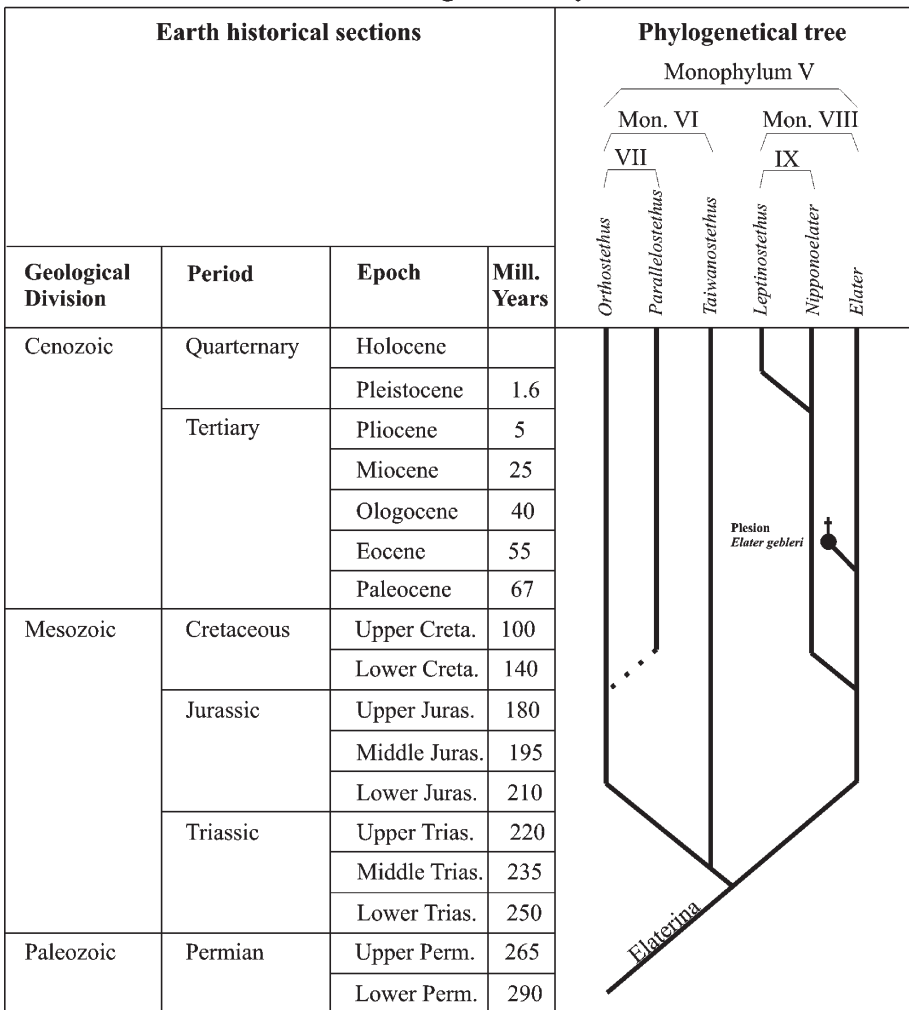 Earth historical sections
Phylogenetical tree
Monophylum V
Mon. VI
Mon. VIII
VII
IX
Orthostethus
Parallelostethus
Taiwanostethus
Leptinostethus
Nipponoelater
Elater
Geological Division
Period
Epoch
Mill. Years
Cenozoic
Quarternary
Holocene
Pleistocene 1.6
Tertiary
Pliocene 5
Miocene 25
Ologocene 40
Eocene 55
Paleocene 67
Plesion
Elater gebleri
Mesozoic
Cretaceous
Upper Creta. 100
Lower Creta. 140
Jurassic
Upper Juras. 180
Middle Juras. 195
Lower Juras. 210
Triassic
Upper Trias. 220
Middle Trias. 235
Lower Trias. 250
Elaterina
Paleozoic
Permian
Upper Perm. 265
Lower Perm. 290